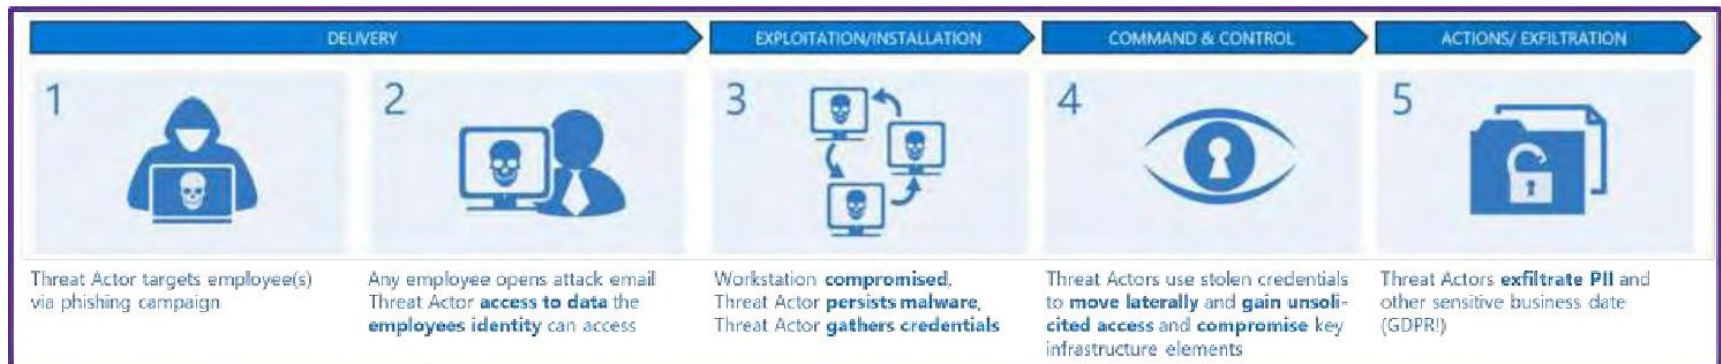 DELIVERY
EXPLOITATION/INSTALLATION
COMMAND & CONTROL
ACTIONS/ EXFILTRATION
1
2
3
4
5
Threat Actor targets employee(s)
via phishing campaign
Any employee opens attack email
Threat Actor access to data the
employees identity can access
Workstation compromised,
Threat Actor persists malware,
Threat Actor gathers credentials
Threat Actors use stolen credentials
to move laterally and gain unsoli-
cited access and compromise key
infrastructure elements
Threat Actors exfiltrate PII and
other sensitive business date
(GDPR!)